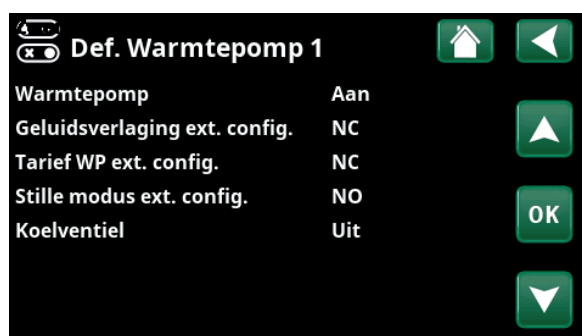 Def. Warmtepomp 1
Warmtepomp Aan
Geluidsverlaging ext. config. NC
Tarief WP ext. config. NC
Stille modus ext. config. NO
Koelventiel Uit
OK